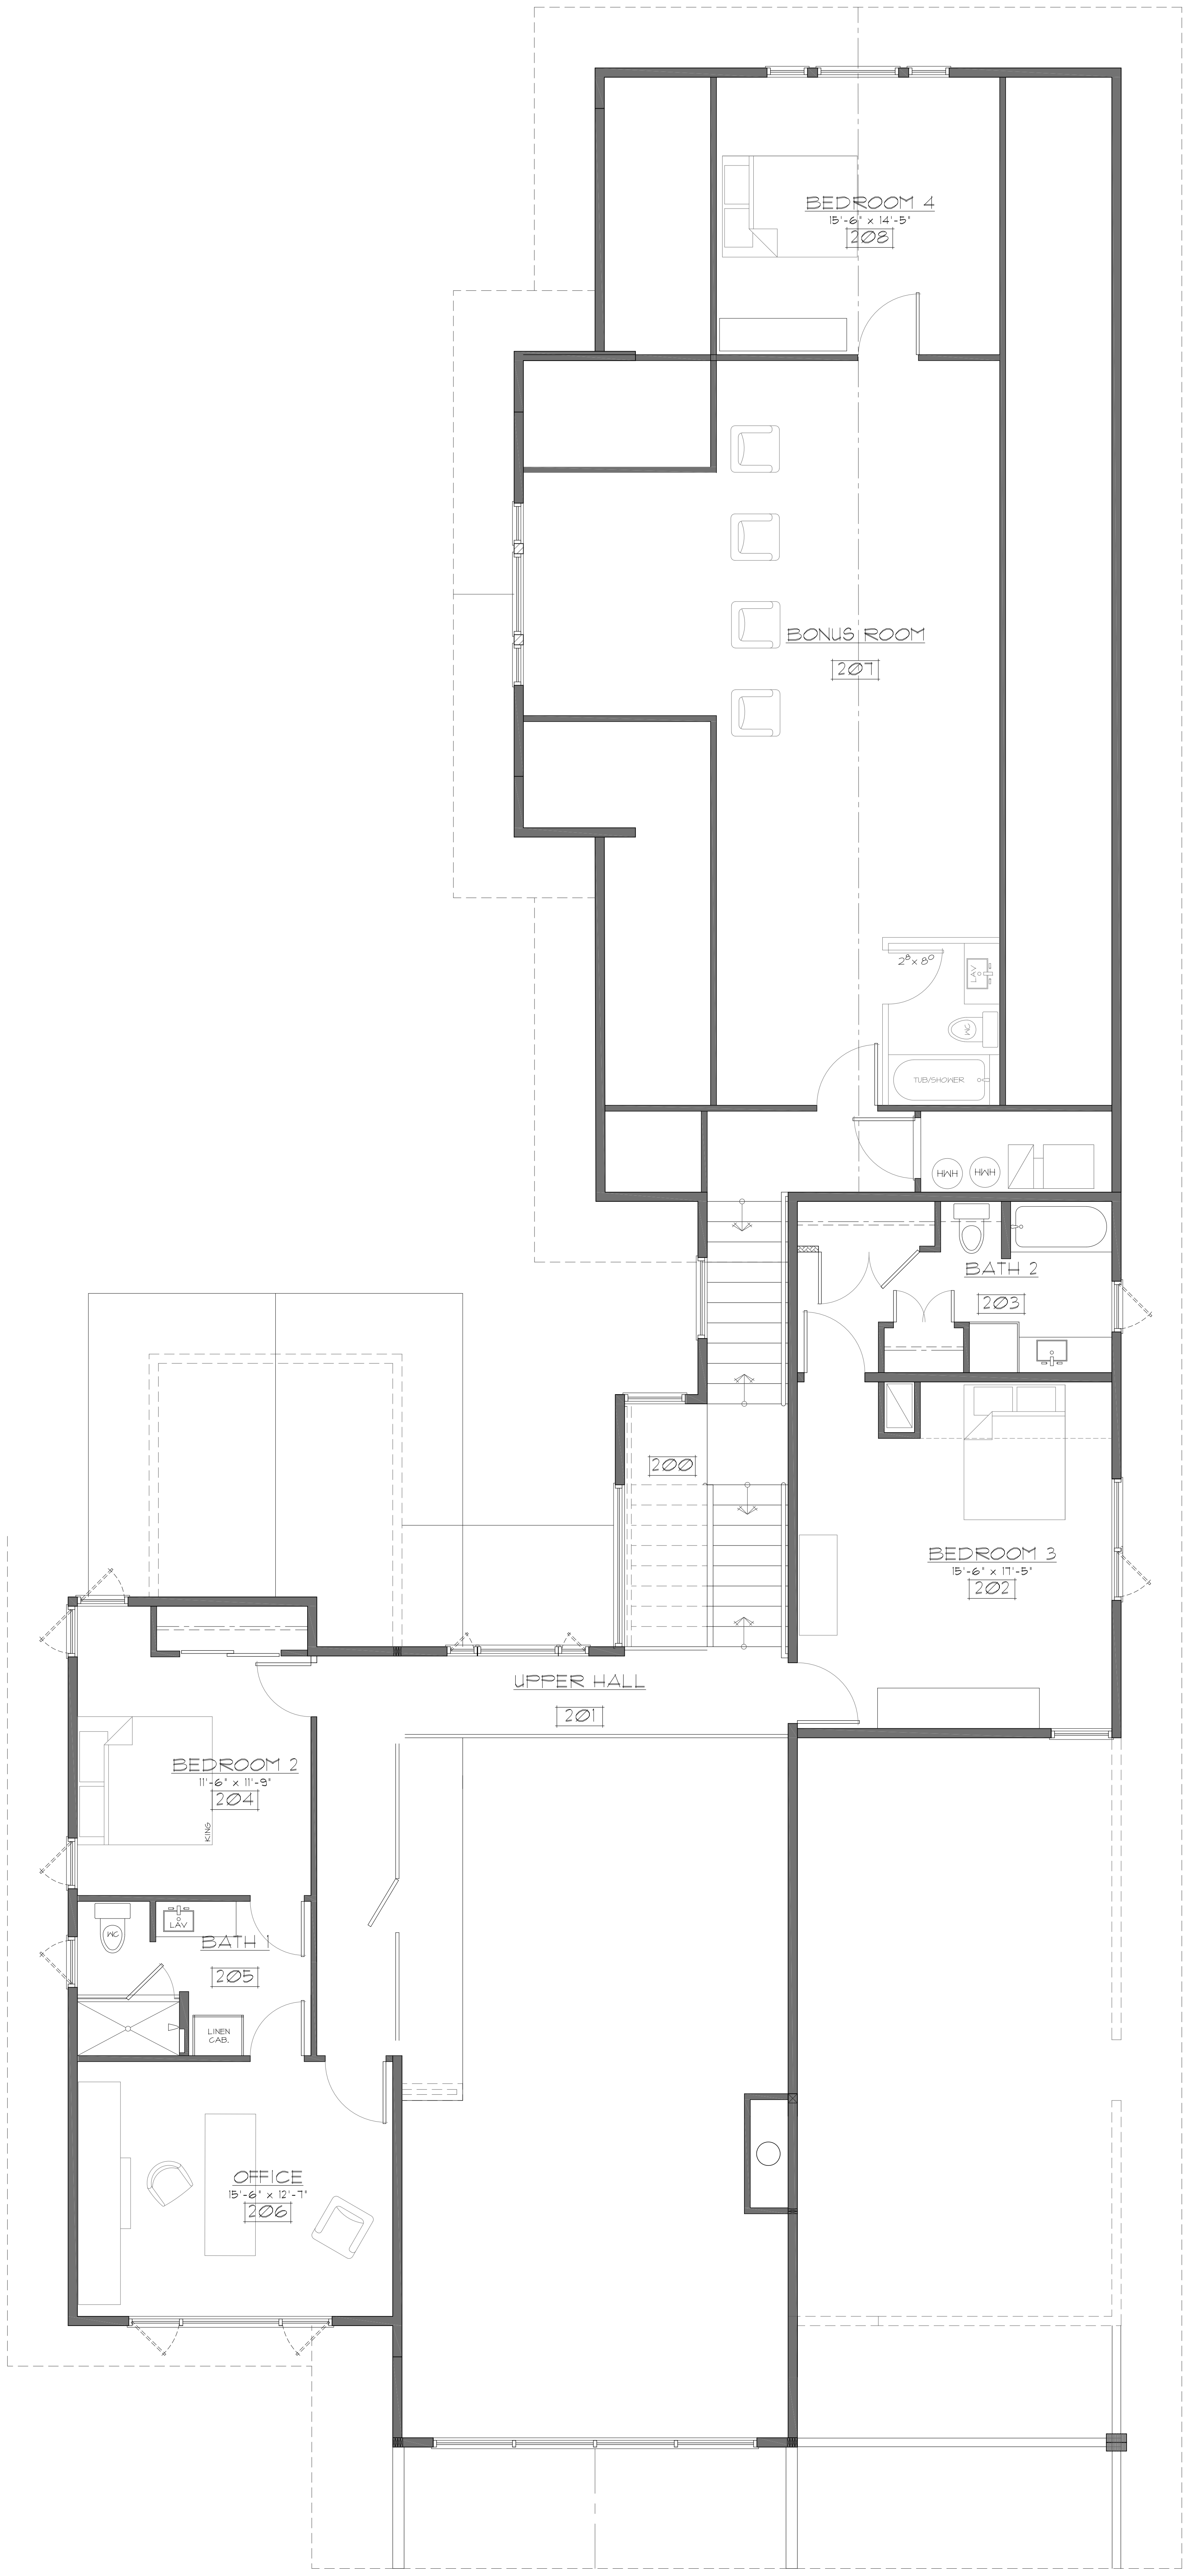 BEDROOM 4
15'-6" x 14'-5"
208
BONUS ROOM
207
2⁸ x 8⁰
LAV
WC
TUB/SHOWER
HWH HWH
BATH 2
203
200
BEDROOM 3
15'-6" x 17'-5"
202
UPPER HALL
201
BEDROOM 2
11'-6" x 11'-9"
204
KING
WC
LAV
BATH 1
205
LINEN
CAB.
OFFICE
15'-6" x 12'-7"
206